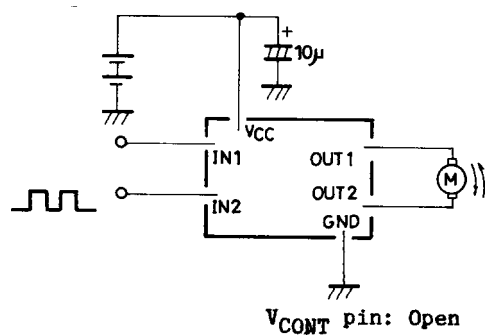 +
10µ
VCC
IN1
OUT1
M
IN2
OUT2
GND
VCONT pin: Open